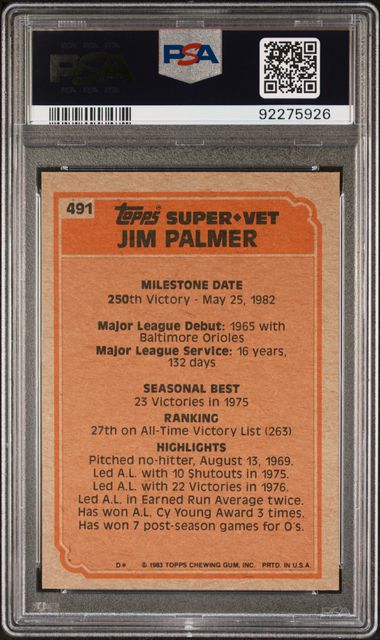 PSA
PSA
92275926
491
Topps® SUPER♦VET
JIM PALMER
MILESTONE DATE
250th Victory - May 25, 1982
Major League Debut: 1965 with
Baltimore Orioles
Major League Service: 16 years,
132 days
SEASONAL BEST
23 Victories in 1975
RANKING
27th on All-Time Victory List (263)
HIGHLIGHTS
Pitched no-hitter, August 13, 1969.
Led A.L. with 10 Shutouts in 1975.
Led A.L. with 22 Victories in 1976.
Led A.L. in Earned Run Average twice.
Has won A.L. Cy Young Award 3 times.
Has won 7 post-season games for O's.
D* © 1983 TOPPS CHEWING GUM, INC. PRTD. IN U.S.A.